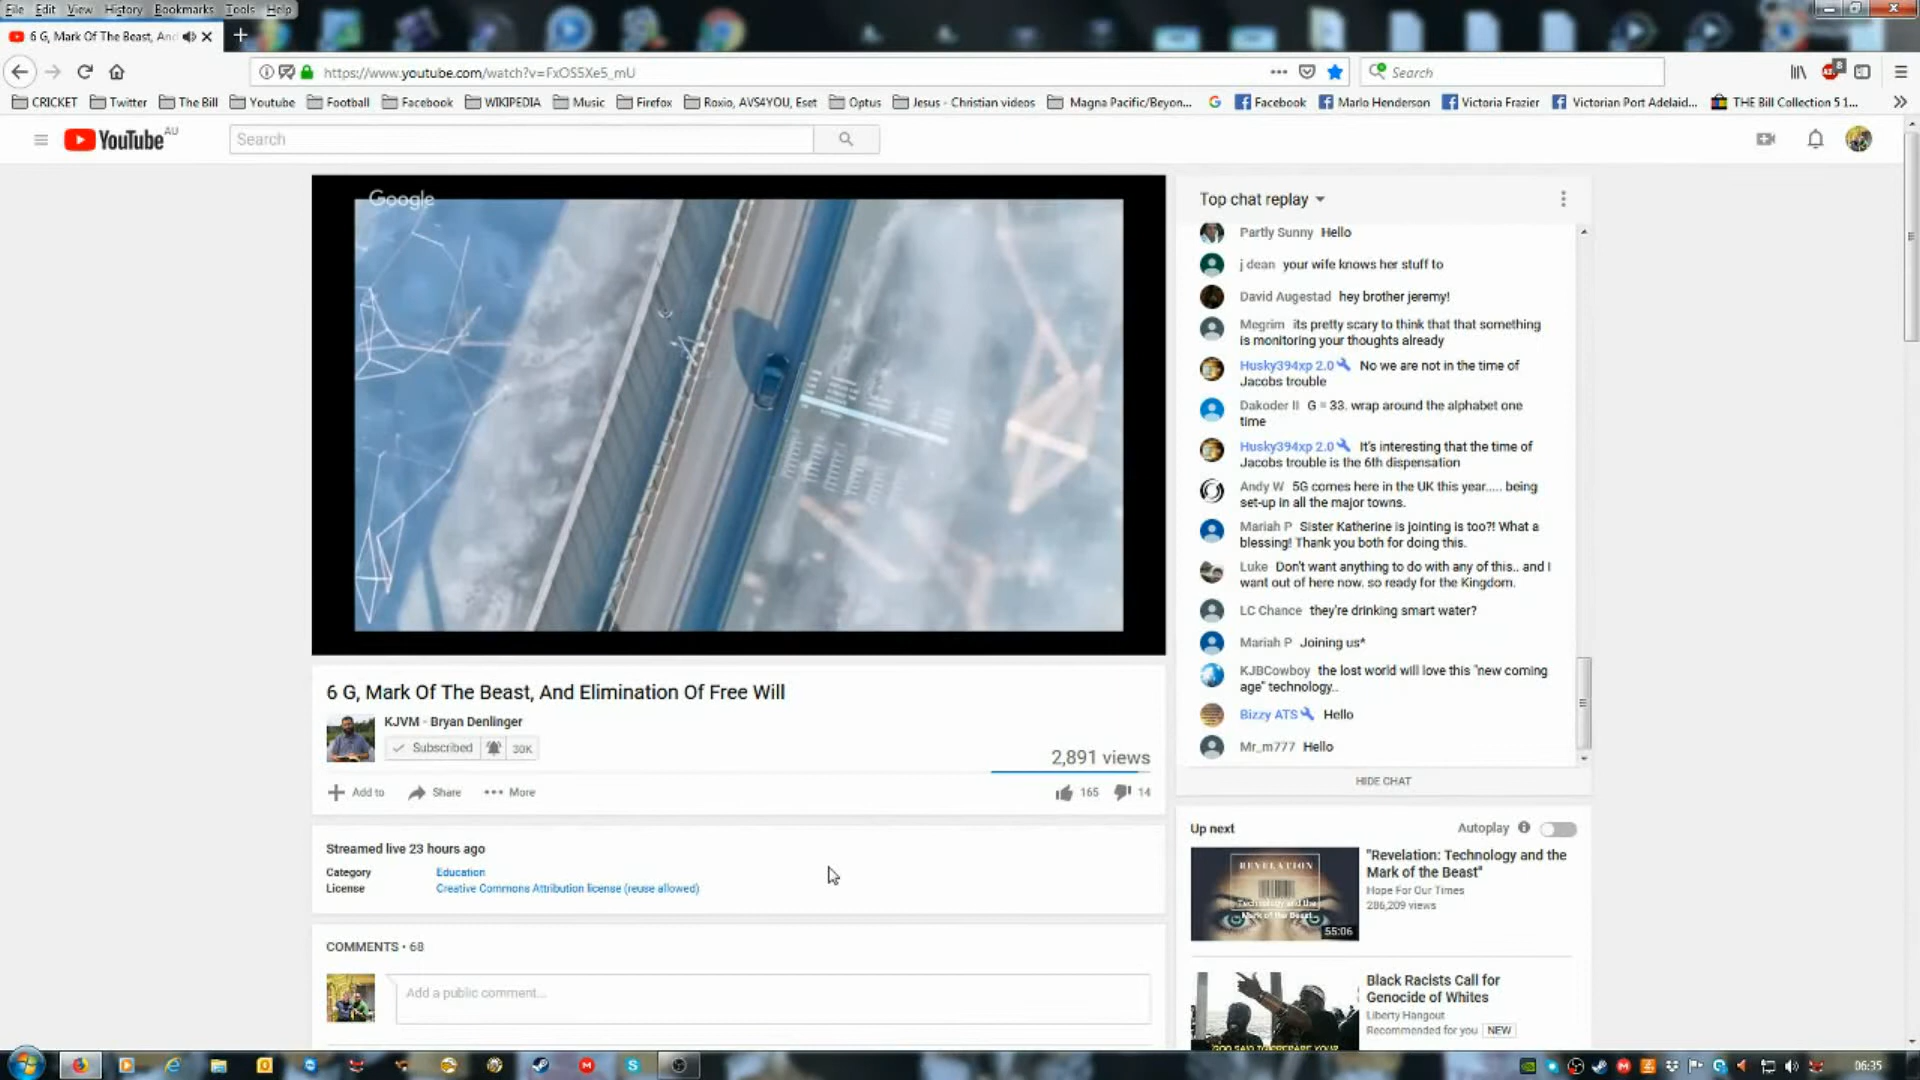 File Edit View History Bookmarks Tools Help
6 G, Mark Of The Beast, And
https://www.youtube.com/watch?v=FxOS5Xe5_mU
Search
8
CRICKET Twitter The Bill Youtube Football Facebook WIKIPEDIA Music Firefox Roxio, AVS4YOU, Eset Optus Jesus - Christian videos Magna Pacific/Beyon... Facebook Marlo Henderson Victoria Frazier Victorian Port Adelaid... THE Bill Collection 5 1...
YouTube AU
Search
Google
Top chat replay
Partly Sunny Hello
j dean your wife knows her stuff to
David Augestad hey brother jeremy!
Megrim its pretty scary to think that that something
is monitoring your thoughts already
Husky394xp 2.0 No we are not in the time of
Jacobs trouble
Dakoder II G = 33. wrap around the alphabet one
time
Husky394xp 2.0 It's interesting that the time of
Jacobs trouble is the 6th dispensation
Andy W 5G comes here in the UK this year..... being
set-up in all the major towns.
Mariah P Sister Katherine is jointing is too?! What a
blessing! Thank you both for doing this.
Luke Don't want anything to do with any of this.. and I
want out of here now. so ready for the Kingdom.
LC Chance they're drinking smart water?
Mariah P Joining us*
KJBCowboy the lost world will love this "new coming
age" technology..
Bizzy ATS Hello
Mr_m777 Hello
HIDE CHAT
6 G, Mark Of The Beast, And Elimination Of Free Will
KJVM - Bryan Denlinger
Subscribed 30K
2,891 views
Add to Share More
165 14
Streamed live 23 hours ago
Category Education
License Creative Commons Attribution license (reuse allowed)
COMMENTS • 68
Add a public comment...
Up next Autoplay
REVELATION
Technology and the
Mark of the Beast
55:06
"Revelation: Technology and the
Mark of the Beast"
Hope For Our Times
286,209 views
Black Racists Call for
Genocide of Whites
Liberty Hangout
Recommended for you NEW
GOD SAID TO PREPARE YOUR
06:35